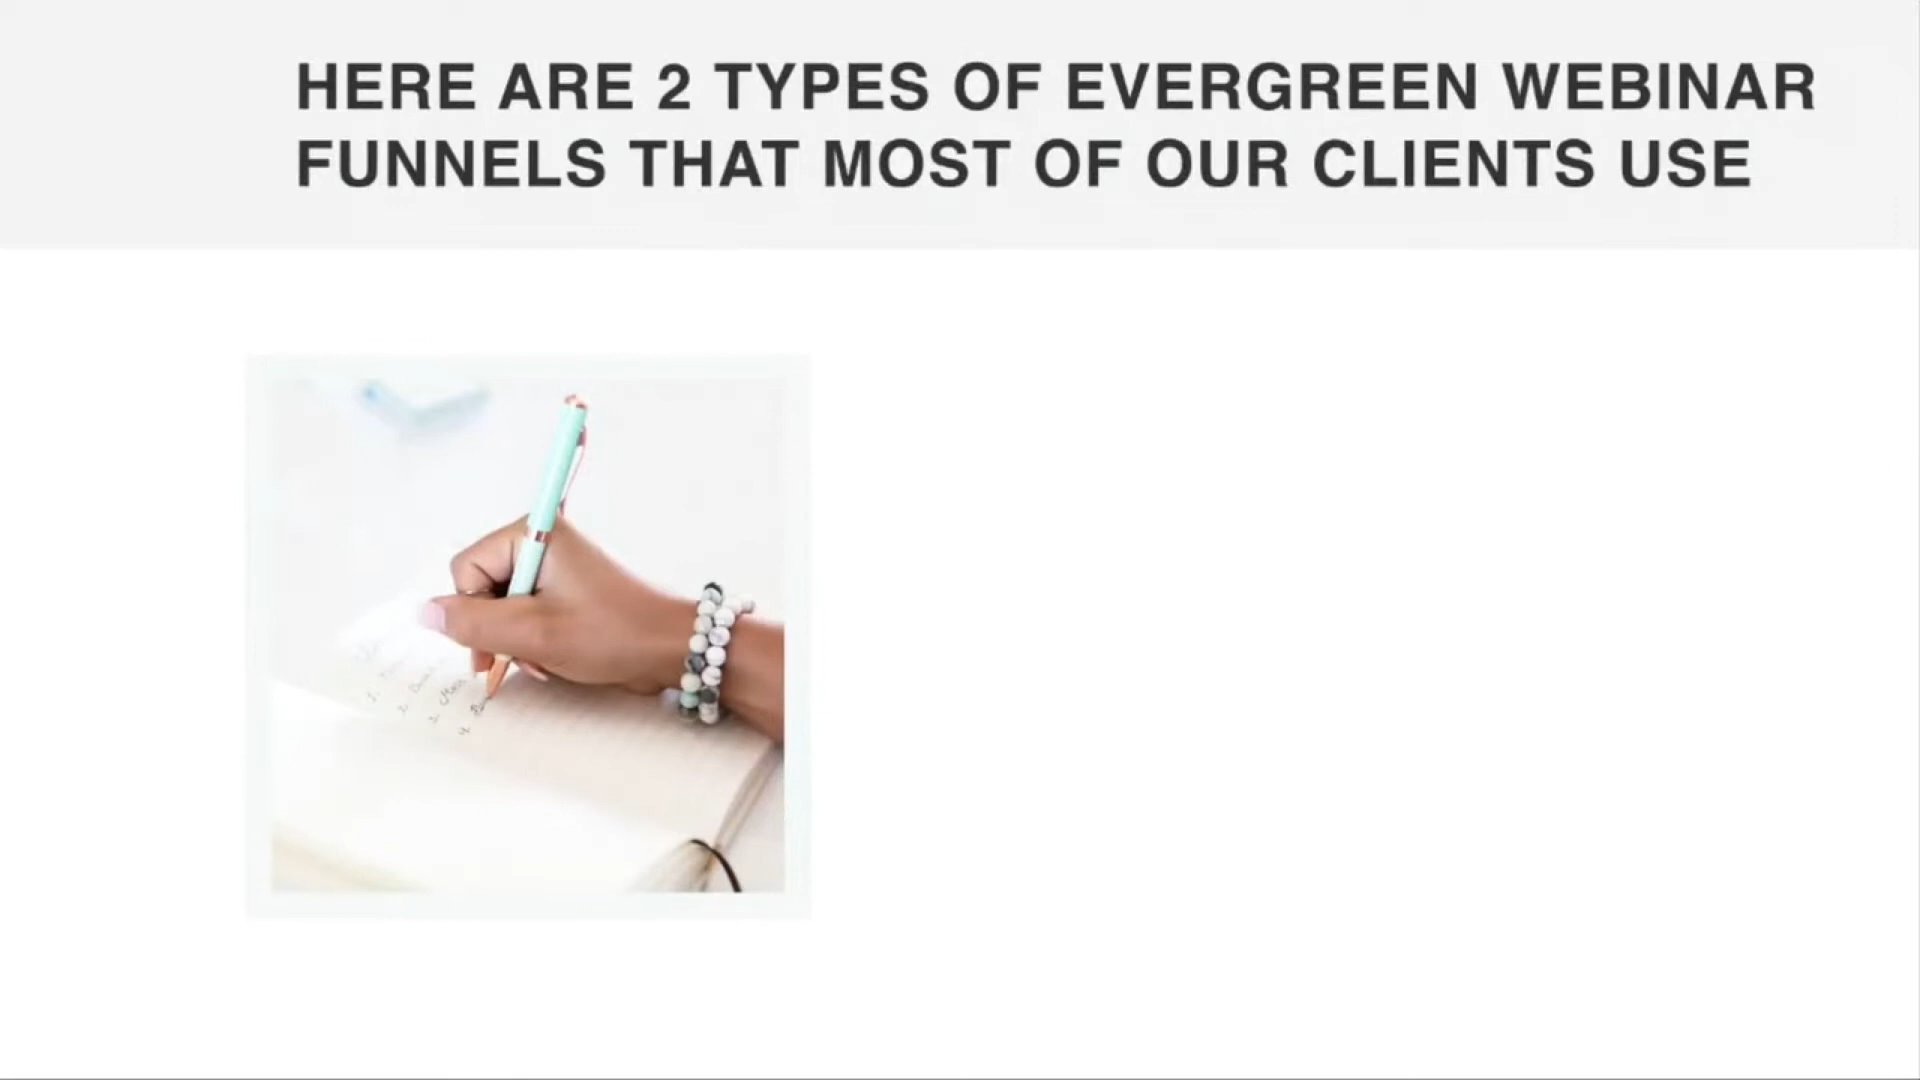 HERE ARE 2 TYPES OF EVERGREEN WEBINAR
FUNNELS THAT MOST OF OUR CLIENTS USE